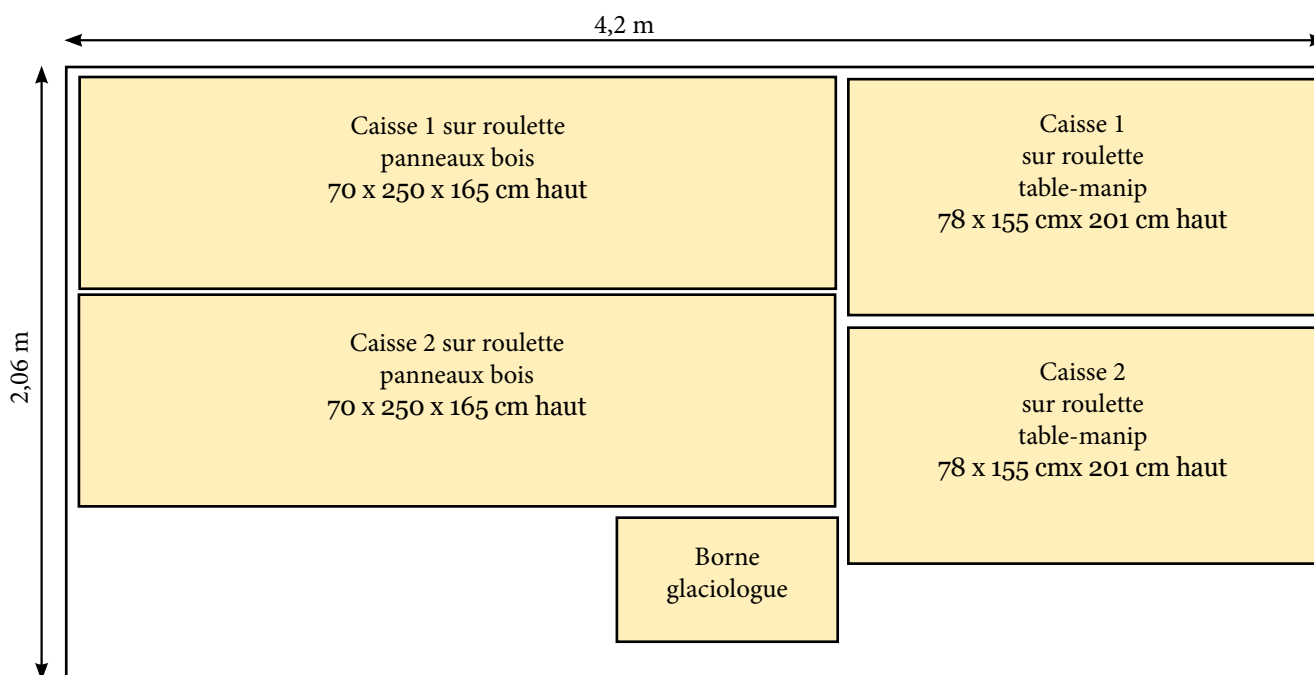 4,2 m
2,06 m
Caisse 1 sur roulette
panneaux bois
70 x 250 x 165 cm haut
Caisse 1
sur roulette
table-manip
78 x 155 cmx 201 cm haut
Caisse 2 sur roulette
panneaux bois
70 x 250 x 165 cm haut
Caisse 2
sur roulette
table-manip
78 x 155 cmx 201 cm haut
Borne
glaciologue